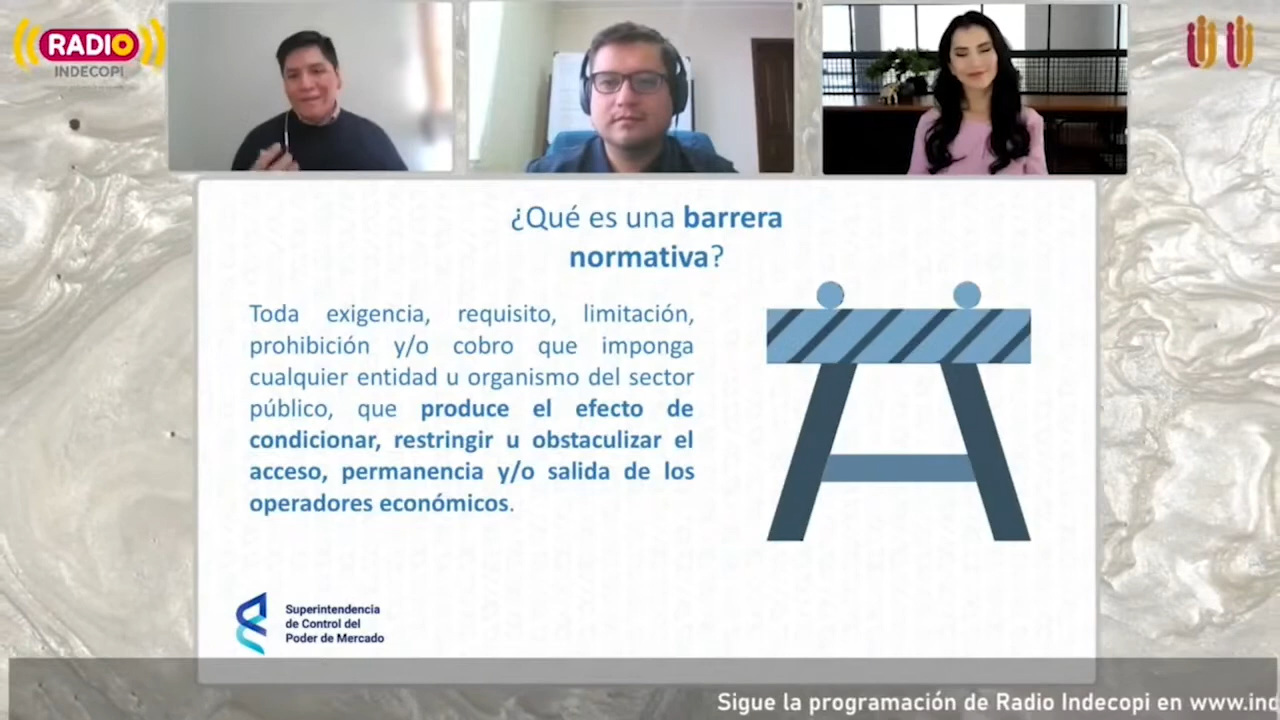 RADIO
INDECOPI
¿Qué es una barrera
normativa?
Toda exigencia, requisito, limitación,
prohibición y/o cobro que imponga
cualquier entidad u organismo del sector
público, que produce el efecto de
condicionar, restringir u obstaculizar el
acceso, permanencia y/o salida de los
operadores económicos.
Superintendencia
de Control del
Poder de Mercado
Sigue la programación de Radio Indecopi en www.ind